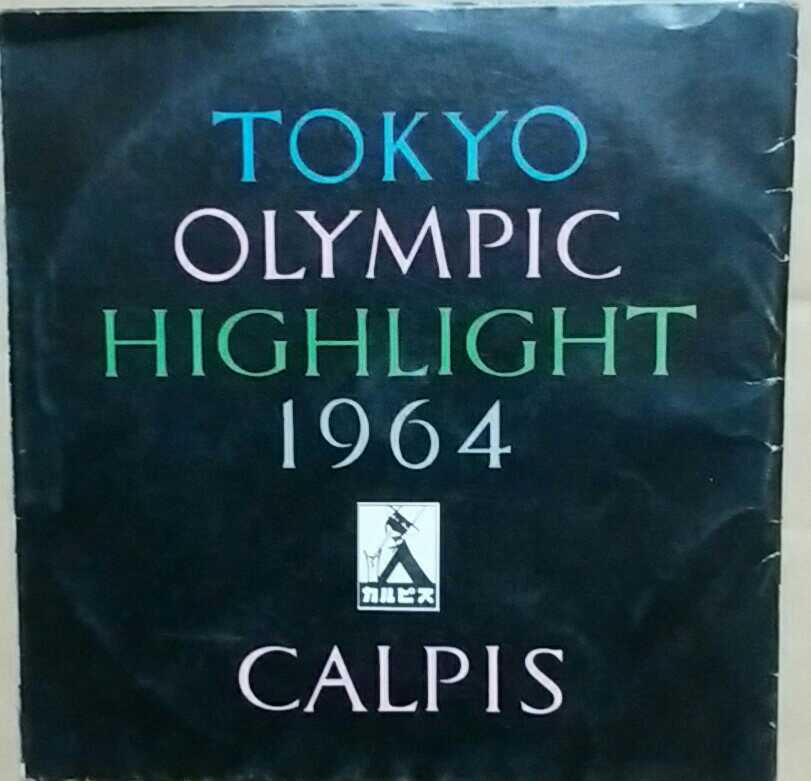 TOKYO
OLYMPIC
HIGHLIGHT
1964
カルピス
CALPIS